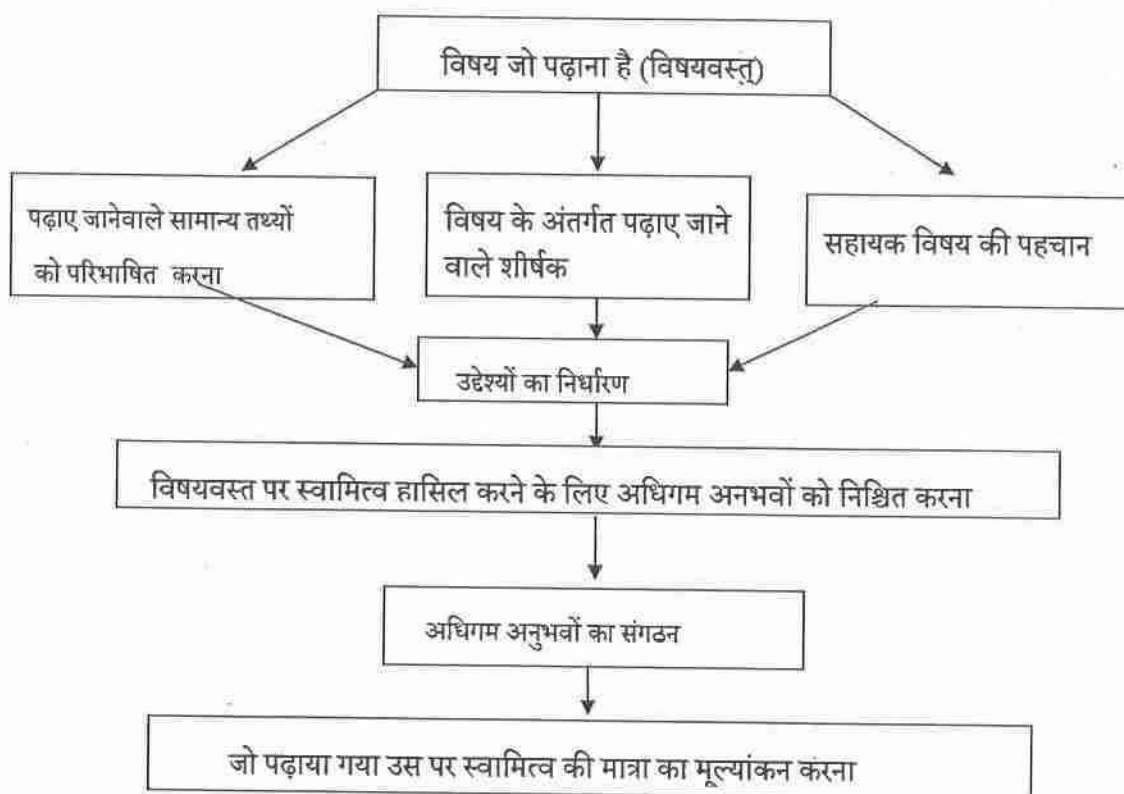 विषय जो पढ़ाना है (विषयवस्तु)
पढ़ाए जानेवाले सामान्य तथ्यों
को परिभाषित करना
विषय के अंतर्गत पढ़ाए जाने
वाले शीर्षक
सहायक विषय की पहचान
उद्देश्यों का निर्धारण
विषयवस्त पर स्वामित्व हासिल करने के लिए अधिगम अनभवों को निश्चित करना
अधिगम अनुभवों का संगठन
जो पढ़ाया गया उस पर स्वामित्व की मात्रा का मूल्यांकन करना